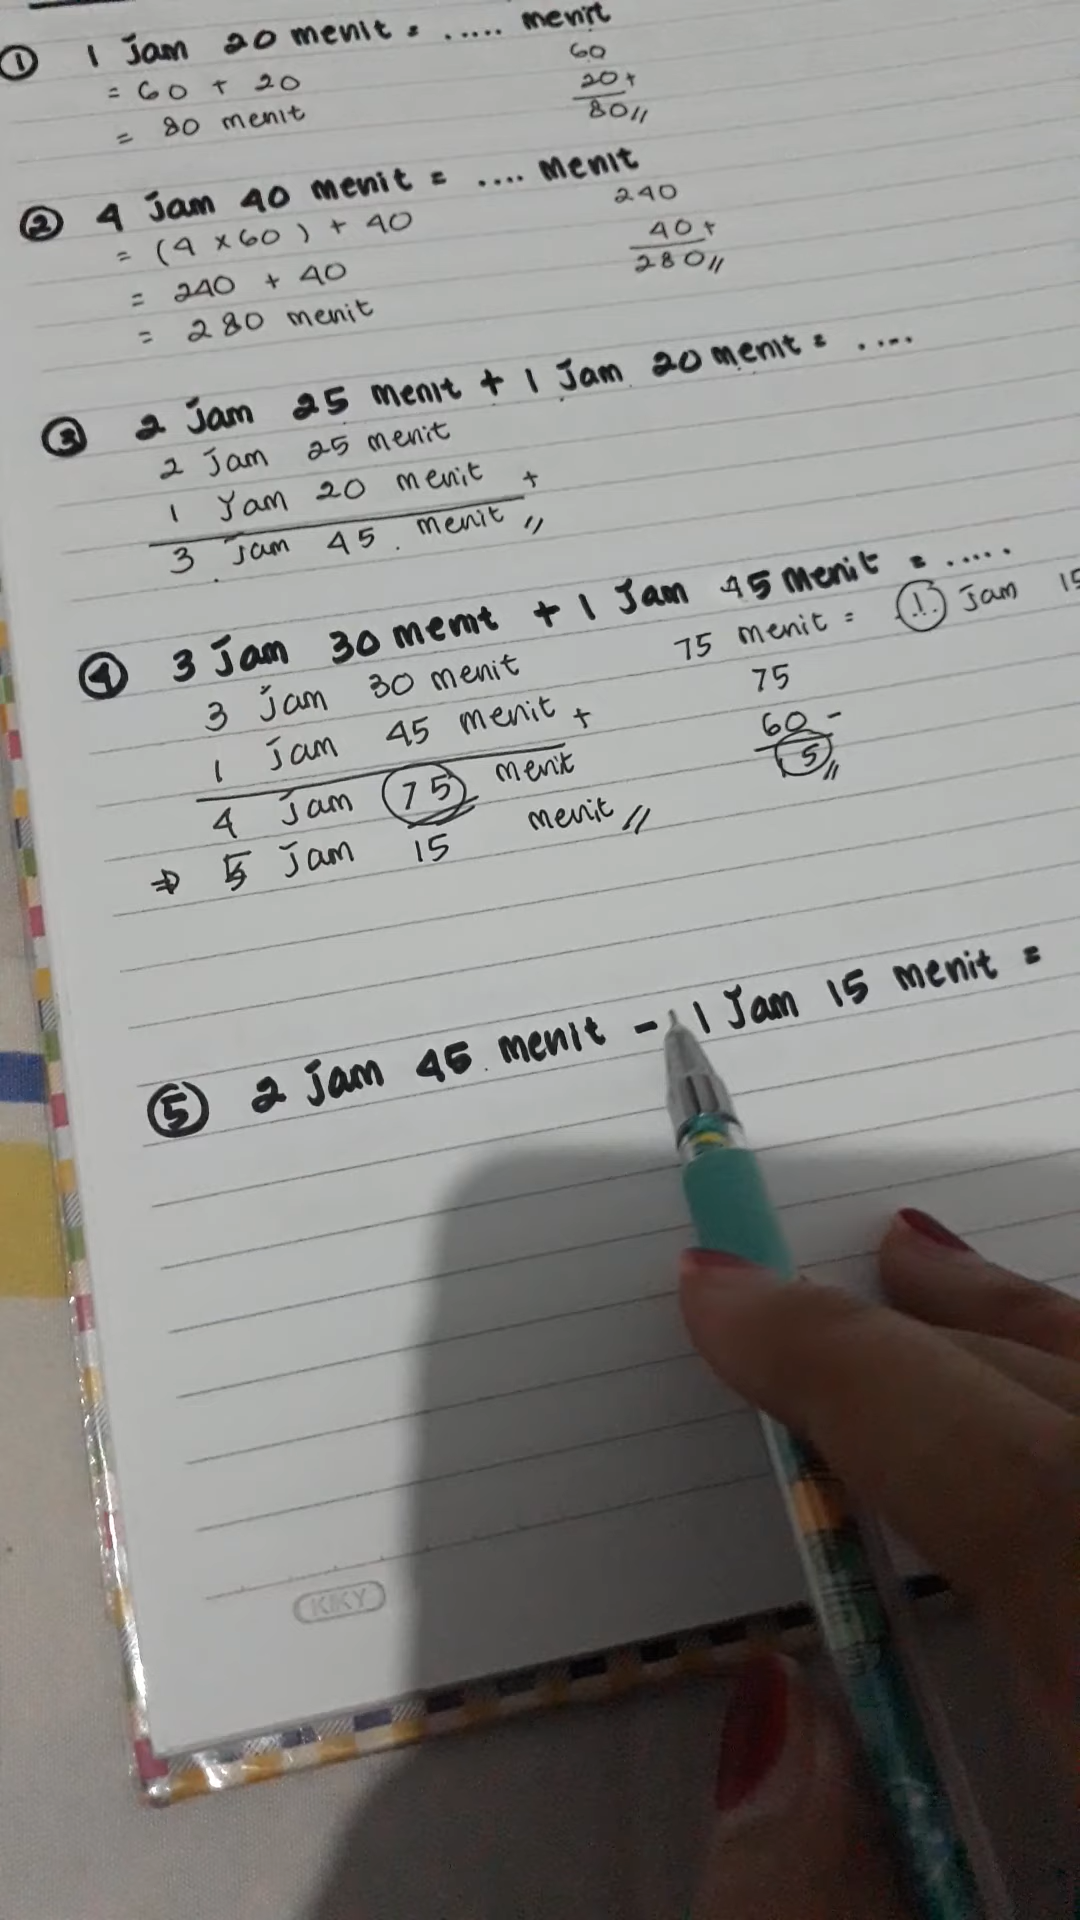 ① 1 Jam 20 menit = ..... menit
= 60 + 20
= 80 menit
60
20 +
80 //
② 4 Jam 40 menit = .... menit
= (4 x 60) + 40
= 240 + 40
= 280 menit
240
40 +
280 //
③ 2 Jam 25 menit + 1 Jam 20 menit = ....
2 Jam 25 menit
1 Jam 20 menit +
3 Jam 45 menit //
④ 3 Jam 30 menit + 1 Jam 45 menit = .....
3 Jam 30 menit
1 Jam 45 menit +
4 Jam 75 menit
⇒ 5 Jam 15 menit //
75 menit = ..1.. Jam 15
75
60 -
15 //
⑤ 2 Jam 45 menit - 1 Jam 15 menit =
KIKY